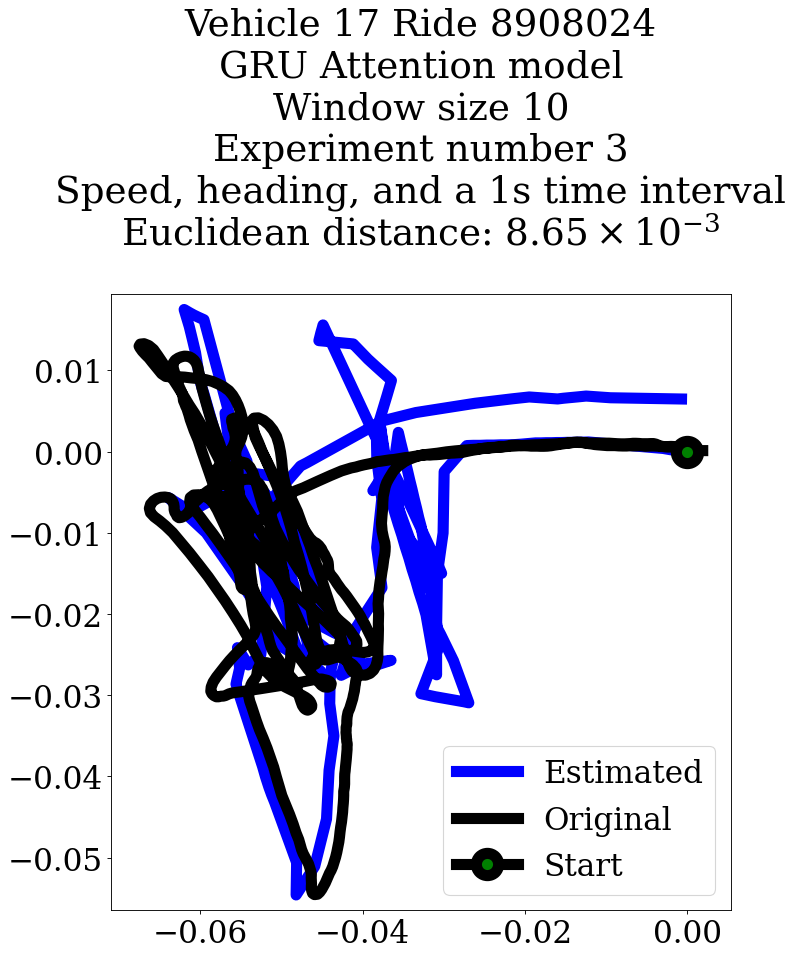 Vehicle 17 Ride 8908024
GRU Attention model
Window size 10
Experiment number 3
Speed, heading, and a 1s time interval
Euclidean distance: 8.65 × 10⁻³
0.01
0.00
−0.01
−0.02
−0.03
−0.04
−0.05
Estimated
Original
Start
−0.06 −0.04 −0.02 0.00